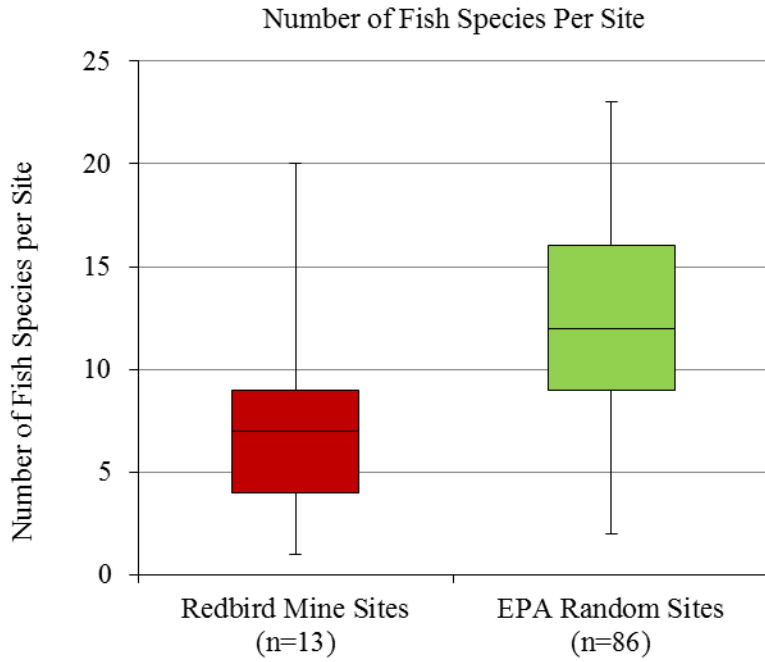 Number of Fish Species Per Site
Number of Fish Species per Site
25
20
15
10
5
0
Redbird Mine Sites
(n=13)
EPA Random Sites
(n=86)